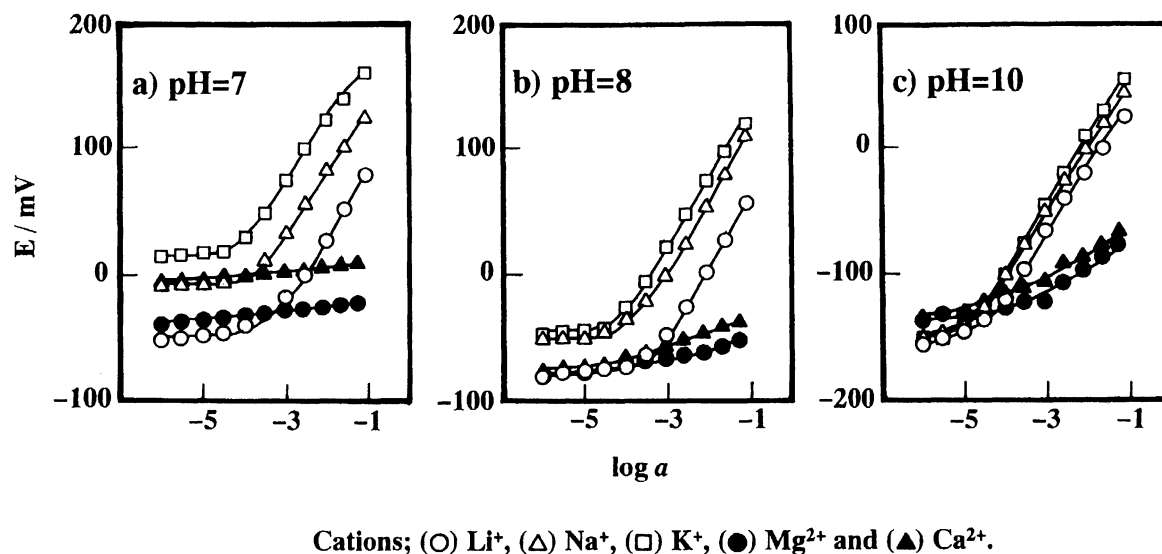 a) pH=7
b) pH=8
c) pH=10
200
100
0
−100
200
100
0
−100
100
0
−100
−200
E / mV
−5 −3 −1
−5 −3 −1
−5 −3 −1
log a
Cations; (○) Li⁺, (△) Na⁺, (□) K⁺, (●) Mg²⁺ and (▲) Ca²⁺.